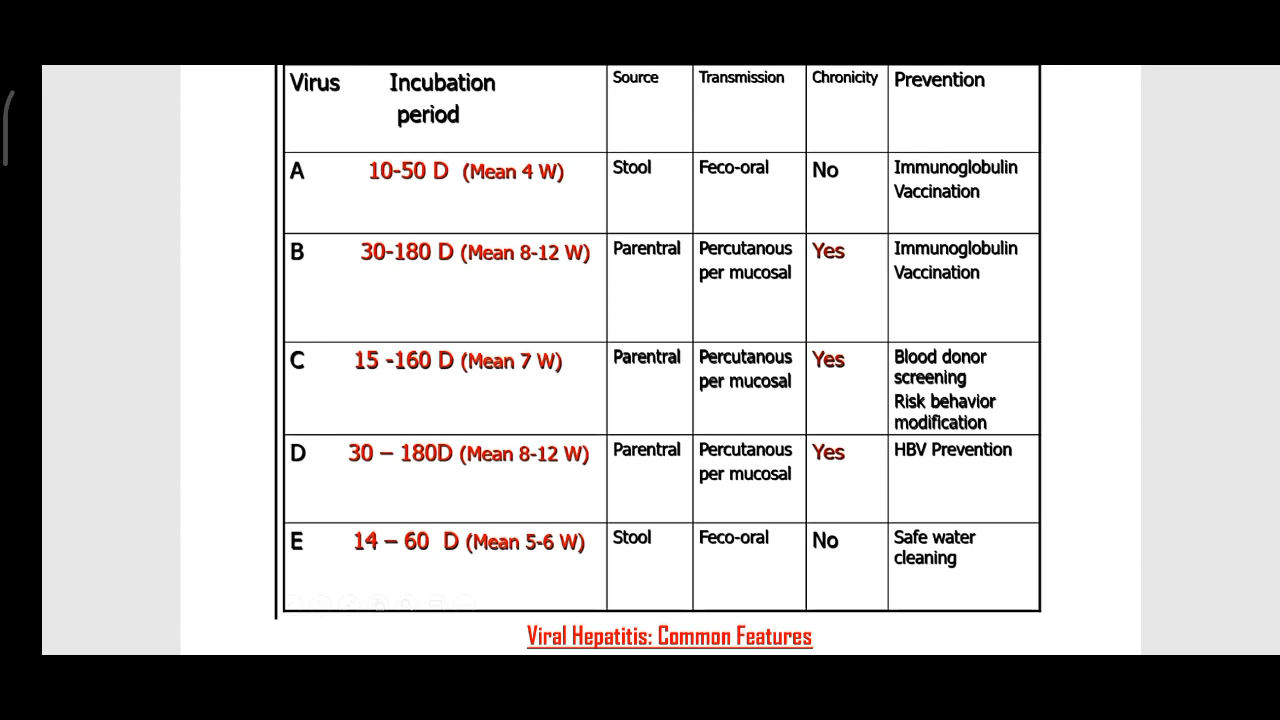 Virus Incubation Source Transmission Chronicity Prevention
period
A 10-50 D (Mean 4 W) Stool Feco-oral No Immunoglobulin
Vaccination
B 30-180 D (Mean 8-12 W) Parentral Percutanous Yes Immunoglobulin
per mucosal Vaccination
C 15 -160 D (Mean 7 W) Parentral Percutanous Yes Blood donor
per mucosal screening
Risk behavior
modification
D 30 – 180D (Mean 8-12 W) Parentral Percutanous Yes HBV Prevention
per mucosal
E 14 – 60 D (Mean 5-6 W) Stool Feco-oral No Safe water
cleaning
Viral Hepatitis: Common Features